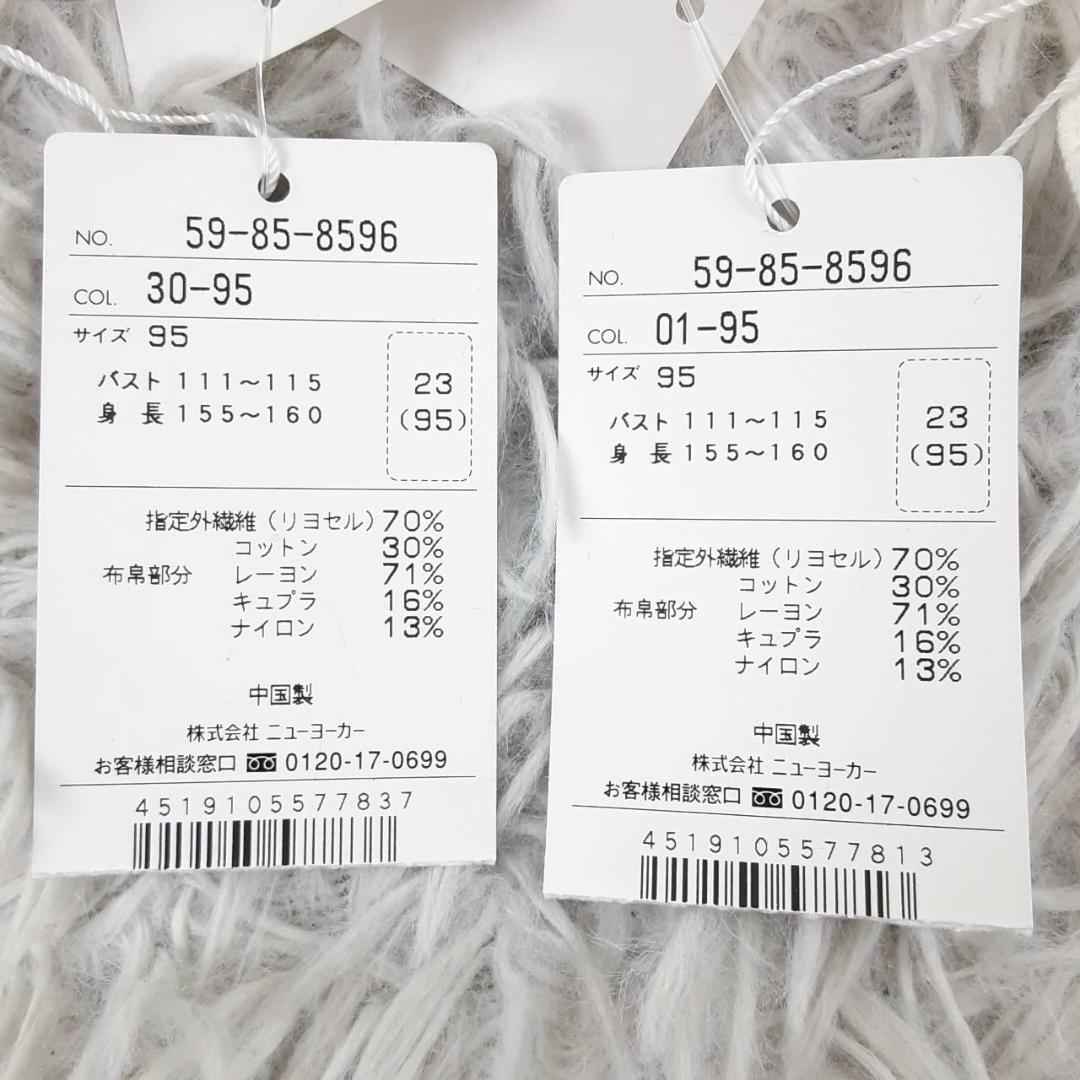 NO. 59-85-8596
COL. 30-95
サイズ 95
バスト 111〜115
身 長 155〜160
23
(95)
指定外繊維(リヨセル)70%
コットン 30%
布帛部分 レーヨン 71%
キュプラ 16%
ナイロン 13%
中国製
株式会社 ニューヨーカー
お客様相談窓口 0120-17-0699
4519105577837
NO. 59-85-8596
COL. 01-95
サイズ 95
バスト 111〜115
身 長 155〜160
23
(95)
指定外繊維(リヨセル)70%
コットン 30%
布帛部分 レーヨン 71%
キュプラ 16%
ナイロン 13%
中国製
株式会社 ニューヨーカー
お客様相談窓口 0120-17-0699
4519105577813